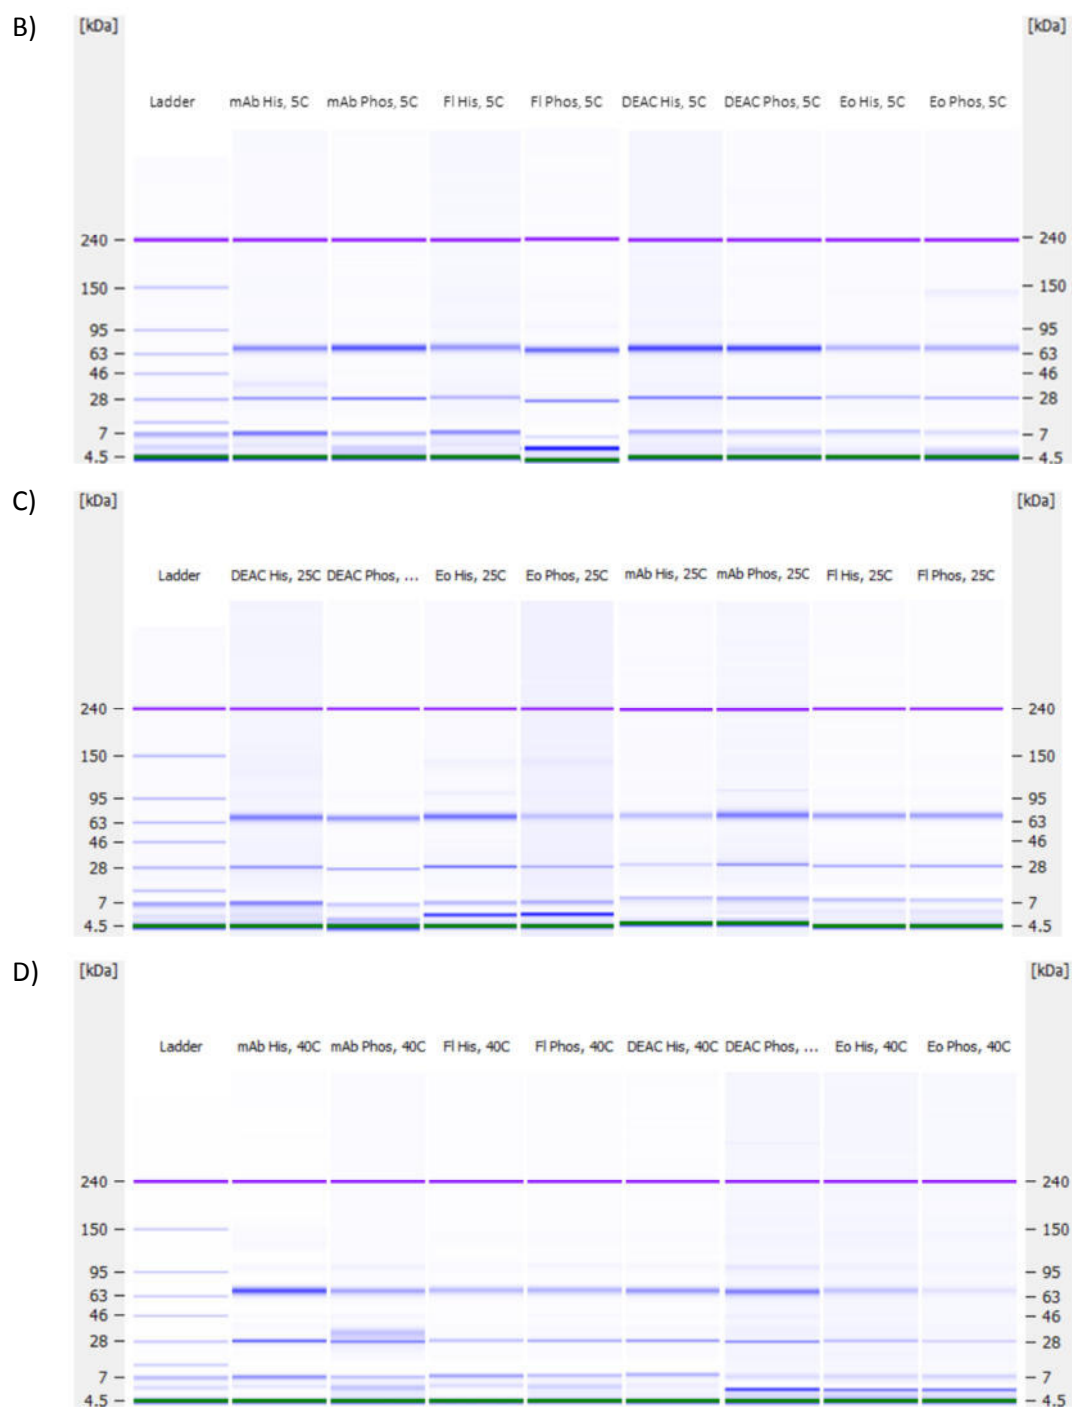 B)
[kDa] [kDa]
Ladder mAb His, 5C mAb Phos, 5C Fl His, 5C Fl Phos, 5C DEAC His, 5C DEAC Phos, 5C Eo His, 5C Eo Phos, 5C
240 240
150 150
95 95
63 63
46 46
28 28
7 7
4.5 4.5
C)
[kDa] [kDa]
Ladder DEAC His, 25C DEAC Phos, ... Eo His, 25C Eo Phos, 25C mAb His, 25C mAb Phos, 25C Fl His, 25C Fl Phos, 25C
240 240
150 150
95 95
63 63
46 46
28 28
7 7
4.5 4.5
D)
[kDa] [kDa]
Ladder mAb His, 40C mAb Phos, 40C Fl His, 40C Fl Phos, 40C DEAC His, 40C DEAC Phos, ... Eo His, 40C Eo Phos, 40C
240 240
150 150
95 95
63 63
46 46
28 28
7 7
4.5 4.5